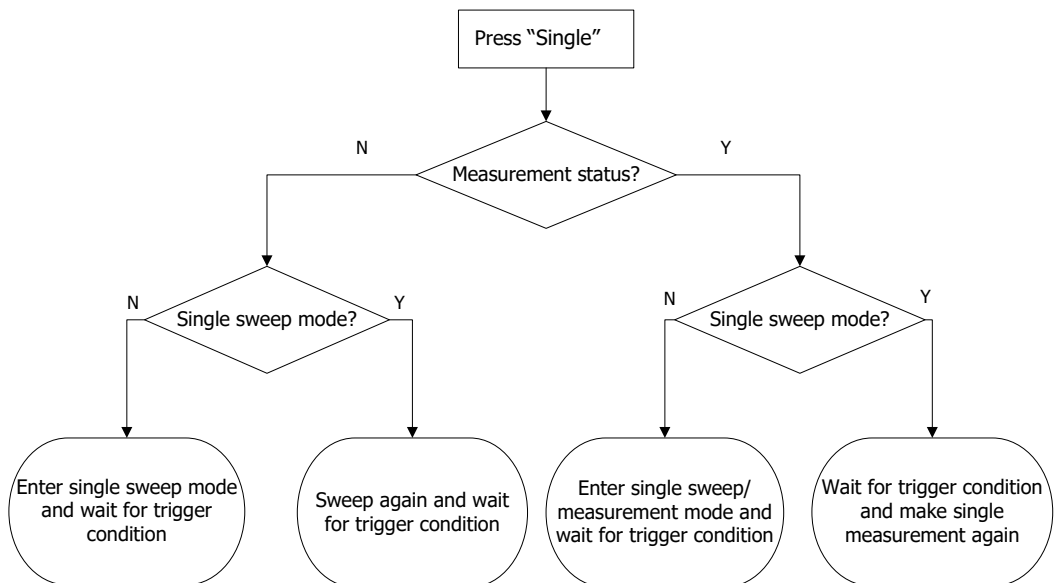 Press “Single”
N
Y
Measurement status?
N
Single sweep mode?
Y
N
Single sweep mode?
Y
Enter single sweep mode
and wait for trigger
condition
Sweep again and wait
for trigger condition
Enter single sweep/
measurement mode and
wait for trigger condition
Wait for trigger condition
and make single
measurement again